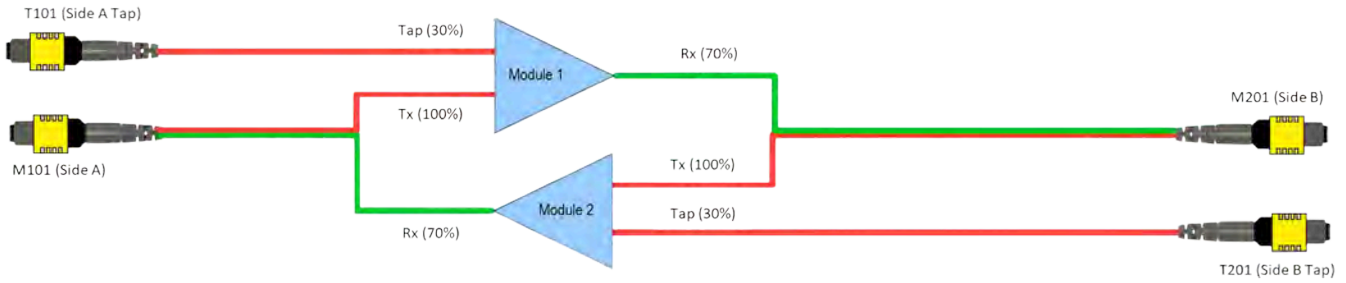 T101 (Side A Tap)
Tap (30%)
Module 1
Rx (70%)
Tx (100%)
M101 (Side A)
M201 (Side B)
Tx (100%)
Module 2
Tap (30%)
Rx (70%)
T201 (Side B Tap)